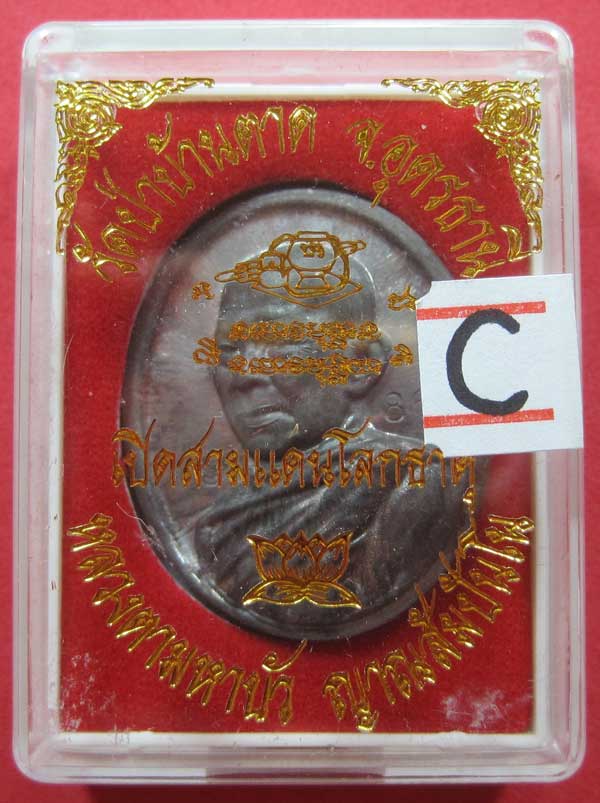 วัดป่าบ้านตาด จ.อุดรธานี
C
8
เปิดสามแดนโลกธาตุ
หลวงตามหาบัว ญาณสัมปันโน